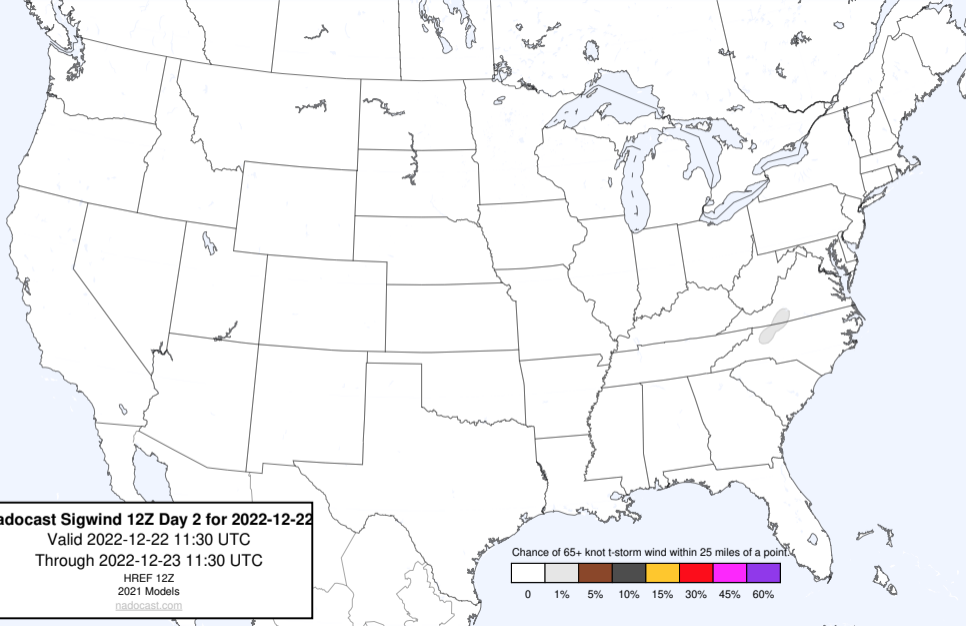 adocast Sigwind 12Z Day 2 for 2022-12-22
Valid 2022-12-22 11:30 UTC
Through 2022-12-23 11:30 UTC
HREF 12Z
2021 Models
nadocast.com
Chance of 65+ knot t-storm wind within 25 miles of a point.
0 1% 5% 10% 15% 30% 45% 60%